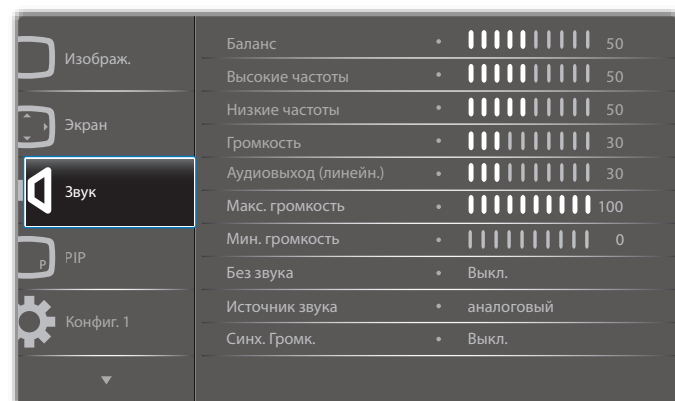 Изображ.
Экран
Звук
P
PIP
Конфиг. 1
Баланс • 50
Высокие частоты • 50
Низкие частоты • 50
Громкость • 30
Аудиовыход (линейн.) • 30
Макс. громкость • 100
Мин. громкость • 0
Без звука • Выкл.
Источник звука • аналоговый
Синх. Громк. • Выкл.